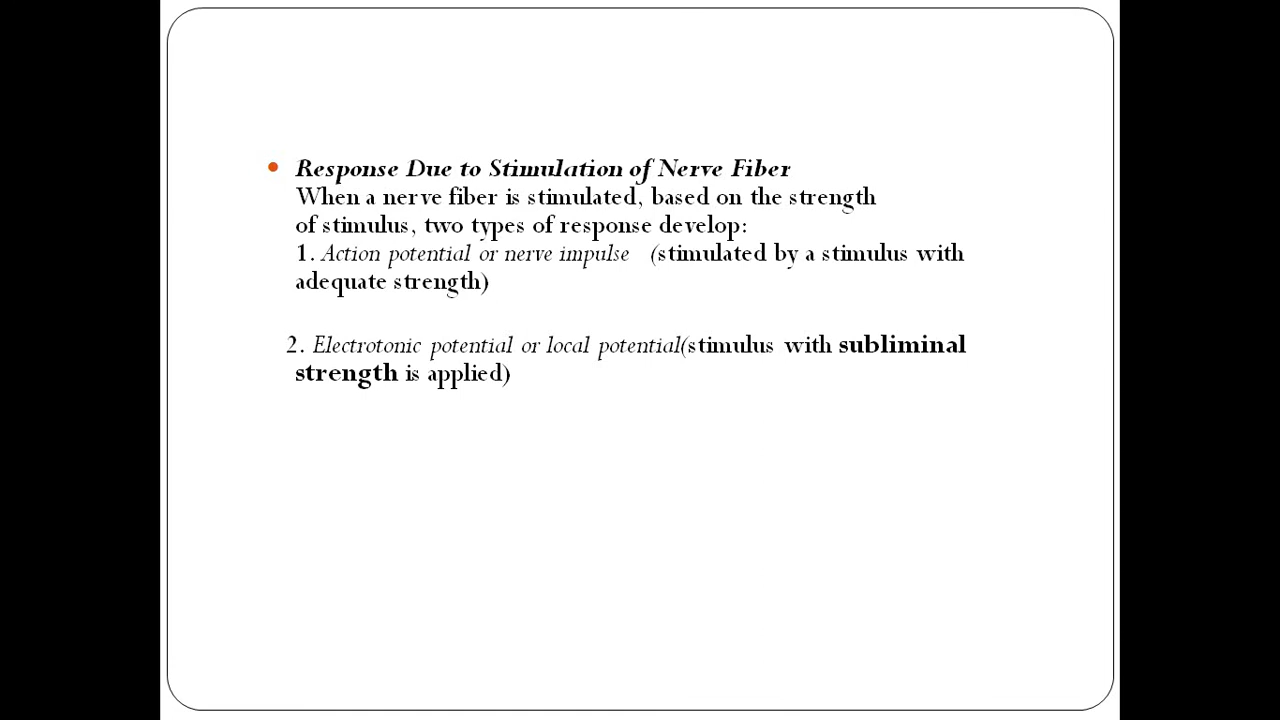 • Response Due to Stimulation of Nerve Fiber
When a nerve fiber is stimulated, based on the strength
of stimulus, two types of response develop:
1. Action potential or nerve impulse (stimulated by a stimulus with
adequate strength)
2. Electrotonic potential or local potential(stimulus with subliminal
strength is applied)